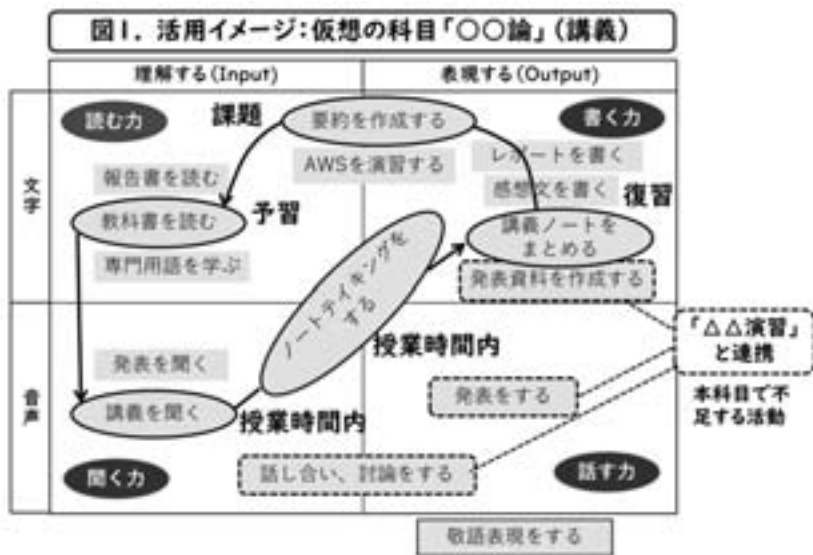 図1. 活用イメージ:仮想の科目「〇〇論」(講義)
理解する(Input)
表現する(Output)
文字
読む力
課題
要約を作成する
書く力
AWSを演習する
レポートを書く
報告書を読む
感想文を書く
復習
教科書を読む
予習
講義ノートを
まとめる
専門用語を学ぶ
ノートテイキングを
する
発表資料を作成する
授業時間内
「△△演習」
と連携
音声
発表を聞く
発表をする
本科目で不
足する活動
講義を聞く
授業時間内
聞く力
話し合い、討論をする
話す力
敬語表現をする